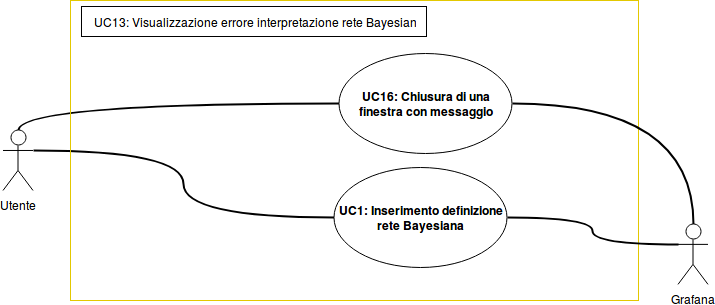 UC13: Visualizzazione errore interpretazione rete Bayesian
UC16: Chiusura di una
finestra con messaggio
UC1: Inserimento definizione
rete Bayesiana
Utente
Grafana